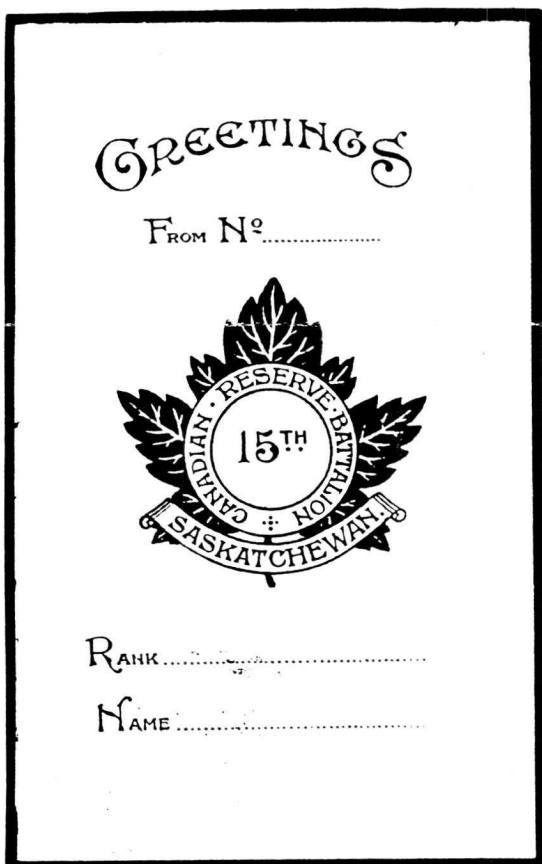 GREETINGS
FROM Nº....................
CANADIAN · RESERVE · BATTALION
15TH
SASKATCHEWAN.
RANK..............................................
NAME............................................